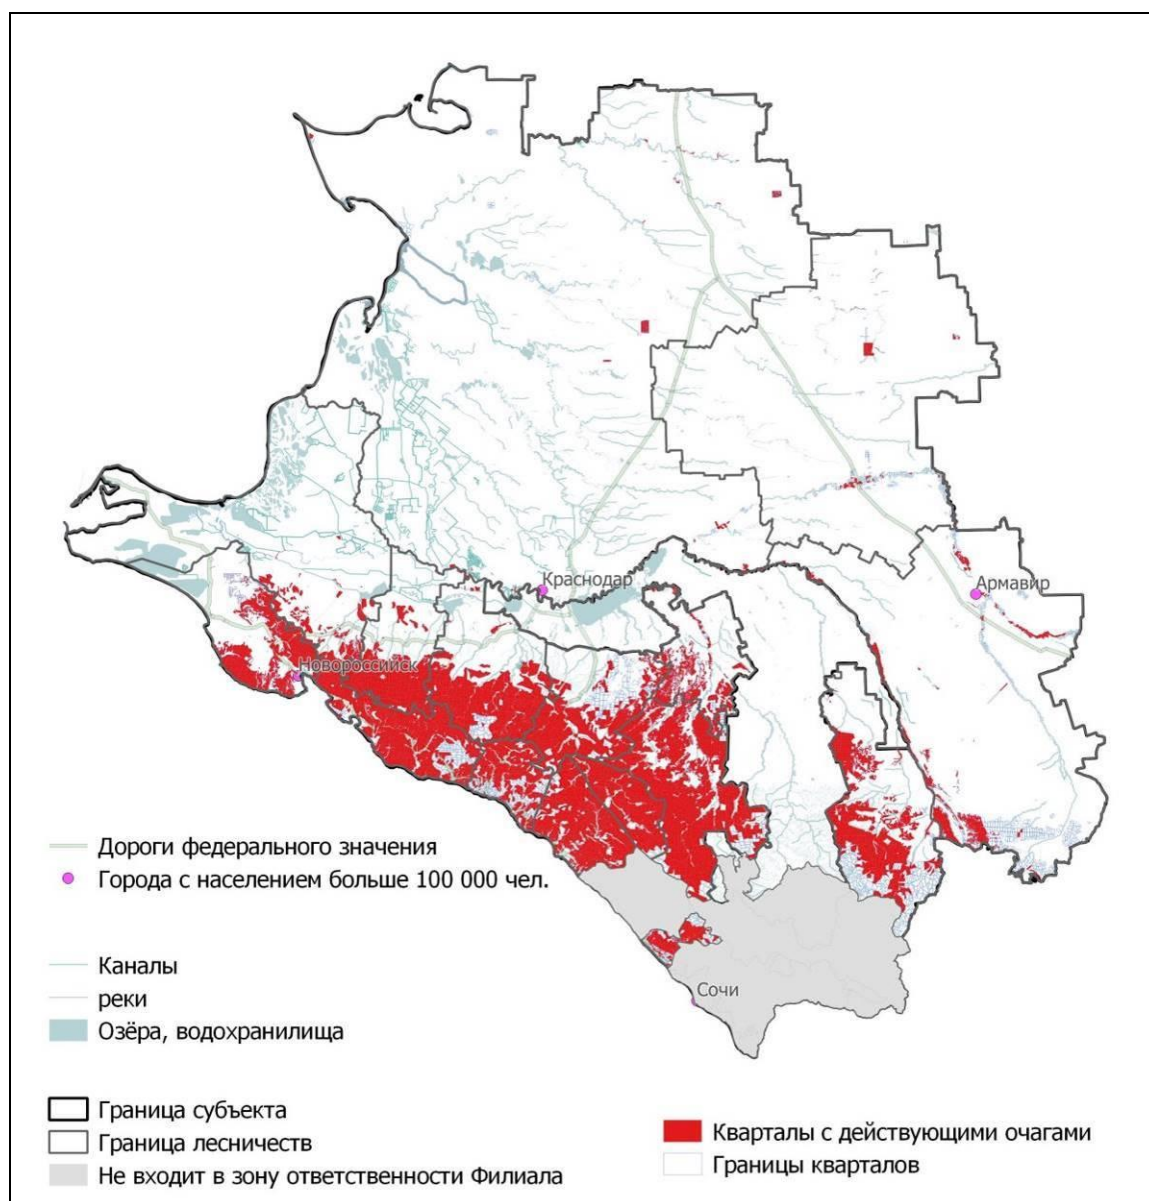 Краснодар
Армавир
Новороссийск
Дороги федерального значения
Города с населением больше 100 000 чел.
Каналы
реки
Озёра, водохранилища
Сочи
Граница субъекта
Граница лесничеств
Не входит в зону ответственности Филиала
Кварталы с действующими очагами
Границы кварталов